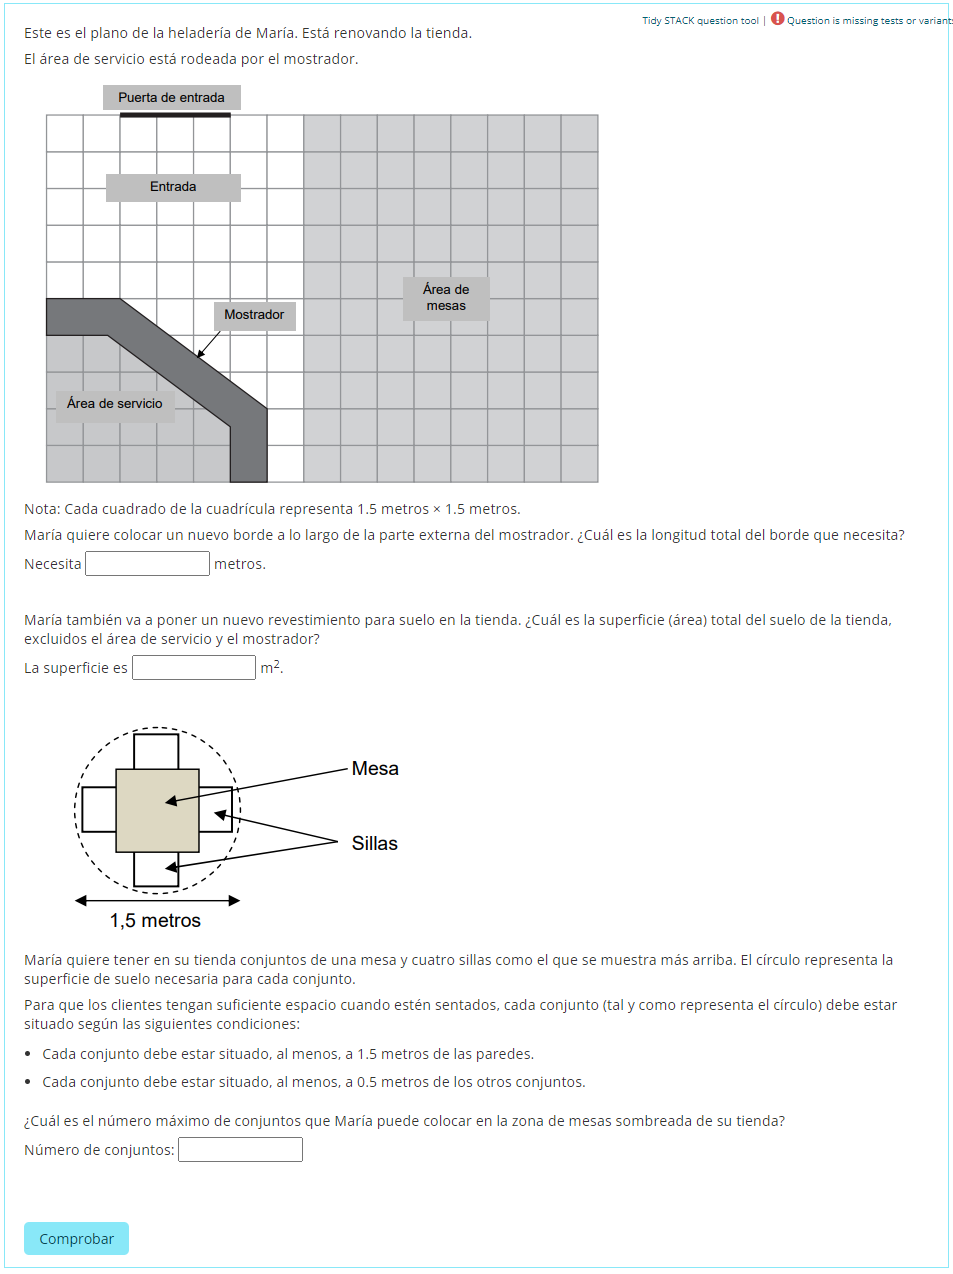 Tidy STACK question tool | Question is missing tests or variants
Este es el plano de la heladería de María. Está renovando la tienda.
El área de servicio está rodeada por el mostrador.
Puerta de entrada
Entrada
Área de
mesas
Mostrador
Área de servicio
Nota: Cada cuadrado de la cuadrícula representa 1.5 metros × 1.5 metros.
María quiere colocar un nuevo borde a lo largo de la parte externa del mostrador. ¿Cuál es la longitud total del borde que necesita?
Necesita metros.
María también va a poner un nuevo revestimiento para suelo en la tienda. ¿Cuál es la superficie (área) total del suelo de la tienda,
excluidos el área de servicio y el mostrador?
La superficie es m².
Mesa
Sillas
1,5 metros
María quiere tener en su tienda conjuntos de una mesa y cuatro sillas como el que se muestra más arriba. El círculo representa la
superficie de suelo necesaria para cada conjunto.
Para que los clientes tengan suficiente espacio cuando estén sentados, cada conjunto (tal y como representa el círculo) debe estar
situado según las siguientes condiciones:
• Cada conjunto debe estar situado, al menos, a 1.5 metros de las paredes.
• Cada conjunto debe estar situado, al menos, a 0.5 metros de los otros conjuntos.
¿Cuál es el número máximo de conjuntos que María puede colocar en la zona de mesas sombreada de su tienda?
Número de conjuntos:
Comprobar